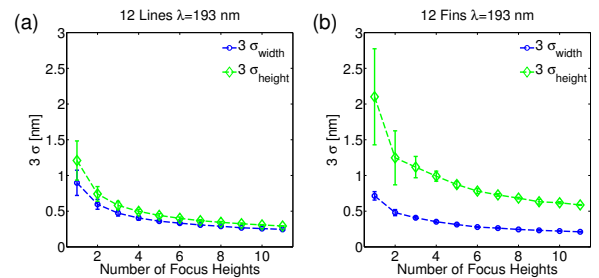 (a)
12 Lines λ=193 nm
3 σwidth
3 σheight
3 σ [nm]
3
2.5
2
1.5
1
0.5
0
2 4 6 8 10
Number of Focus Heights
(b)
12 Fins λ=193 nm
3 σwidth
3 σheight
3 σ [nm]
3
2.5
2
1.5
1
0.5
0
2 4 6 8 10
Number of Focus Heights